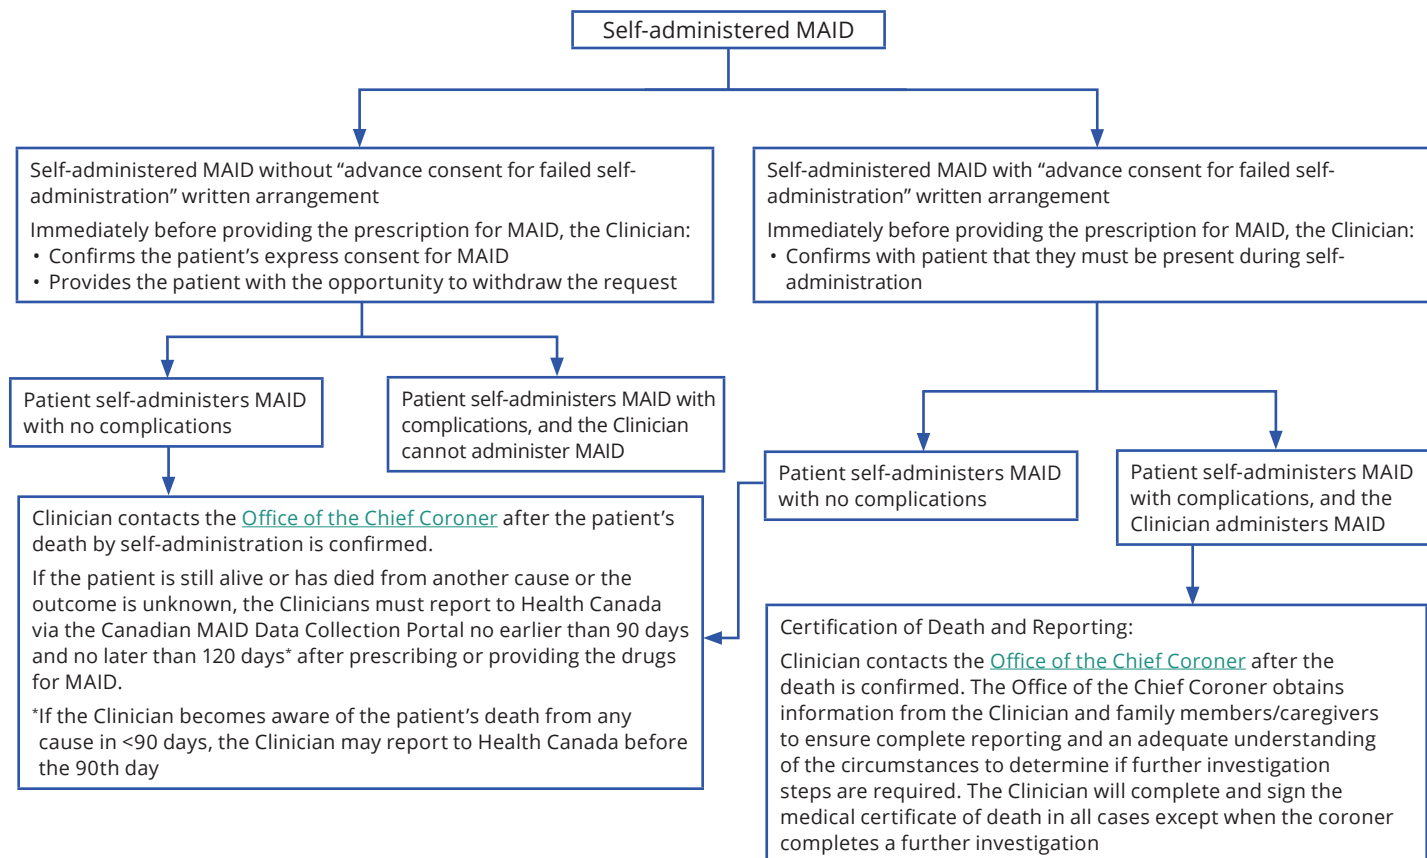 Self-administered MAID
Self-administered MAID without “advance consent for failed self-
administration” written arrangement
Immediately before providing the prescription for MAID, the Clinician:
• Confirms the patient’s express consent for MAID
• Provides the patient with the opportunity to withdraw the request
Self-administered MAID with “advance consent for failed self-
administration” written arrangement
Immediately before providing the prescription for MAID, the Clinician:
• Confirms with patient that they must be present during self-
administration
Patient self-administers MAID
with no complications
Patient self-administers MAID with
complications, and the Clinician
cannot administer MAID
Patient self-administers MAID
with no complications
Patient self-administers MAID
with complications, and the
Clinician administers MAID
Clinician contacts the Office of the Chief Coroner after the patient’s
death by self-administration is confirmed.
If the patient is still alive or has died from another cause or the
outcome is unknown, the Clinicians must report to Health Canada
via the Canadian MAID Data Collection Portal no earlier than 90 days
and no later than 120 days* after prescribing or providing the drugs
for MAID.
*If the Clinician becomes aware of the patient’s death from any
cause in <90 days, the Clinician may report to Health Canada before
the 90th day
Certification of Death and Reporting:
Clinician contacts the Office of the Chief Coroner after the
death is confirmed. The Office of the Chief Coroner obtains
information from the Clinician and family members/caregivers
to ensure complete reporting and an adequate understanding
of the circumstances to determine if further investigation
steps are required. The Clinician will complete and sign the
medical certificate of death in all cases except when the coroner
completes a further investigation